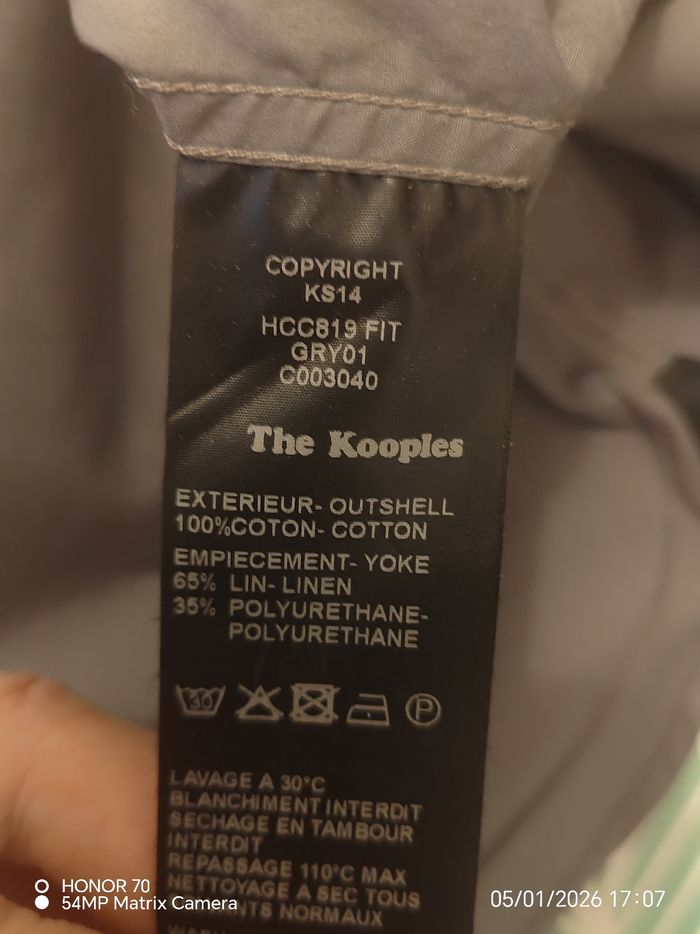 COPYRIGHT
KS14
HCC819 FIT
GRY01
C003040
The Kooples
EXTERIEUR- OUTSHELL
100%COTON- COTTON
EMPIECEMENT- YOKE
65% LIN- LINEN
35% POLYURETHANE-
POLYURETHANE
30 P
LAVAGE A 30°C
BLANCHIMENT INTERDIT
SECHAGE EN TAMBOUR
INTERDIT
REPASSAGE 110°C MAX
NETTOYAGE A SEC TOUS
NORMAUX
HONOR 70
54MP Matrix Camera
05/01/2026 17:07